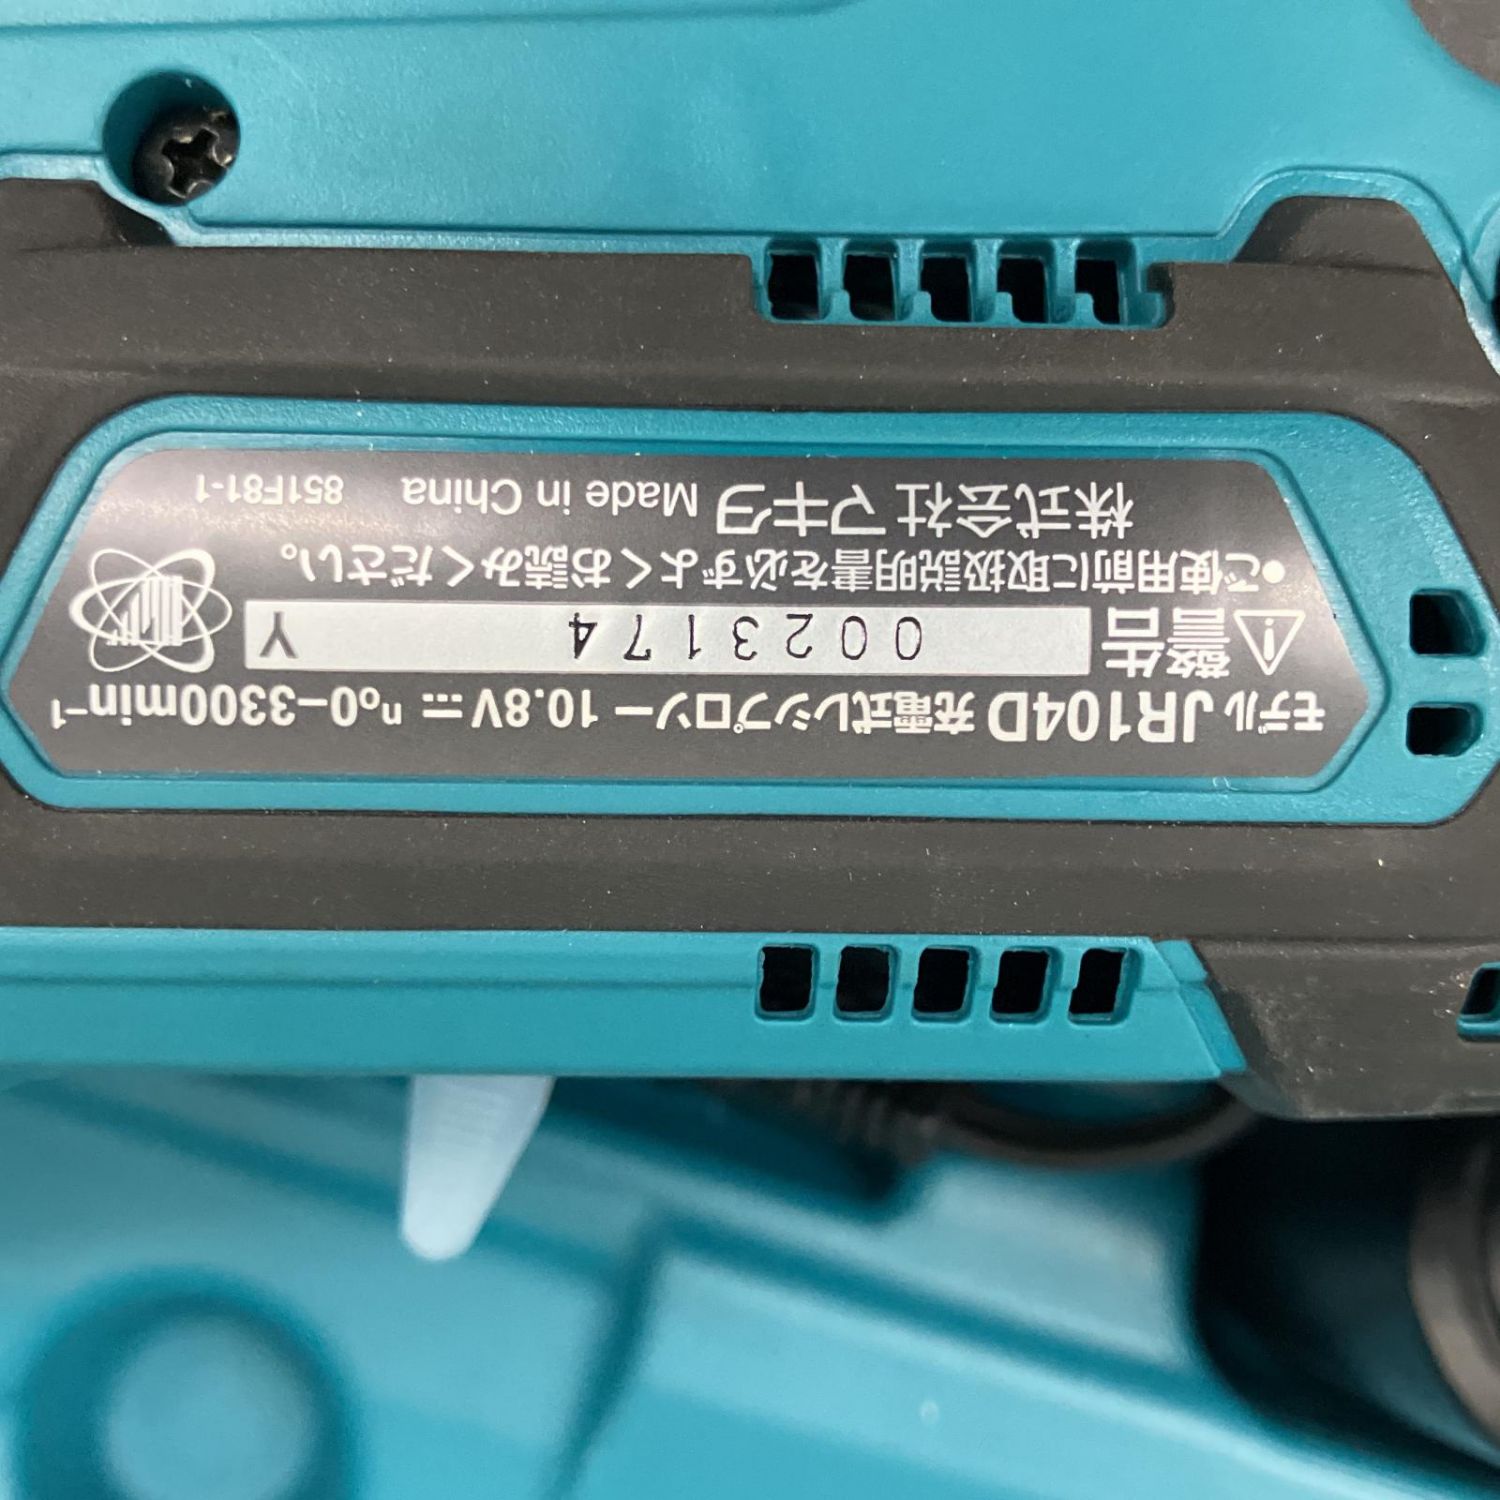 モデル JR104D 充電式レシプロソー 10.8V ⎓ n₀0−3300min⁻¹
0023174 Y
⚠警告
●ご使用前に取扱説明書を必ずよくお読みください。
株式会社マキタ Made in China 851F81-1